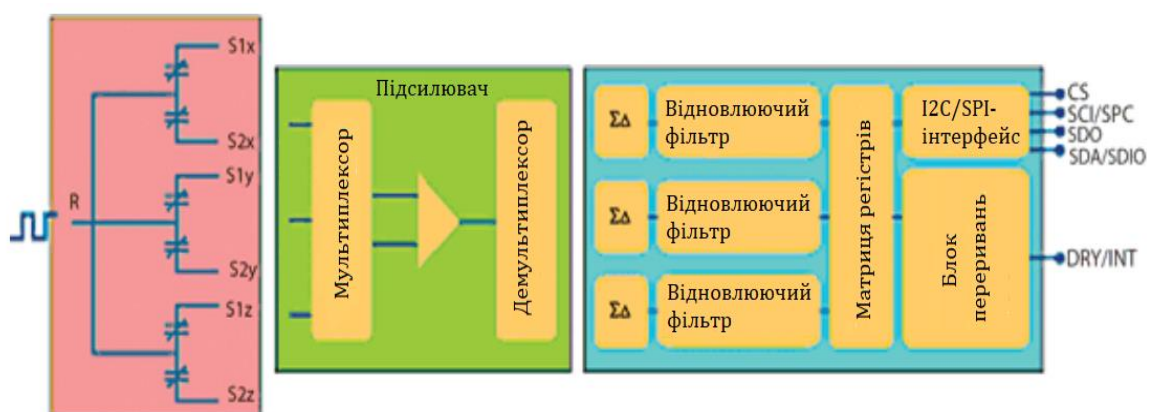 S1x
S2x
S1y
R
S2y
S1z
S2z
Підсилювач
Мультиплексор
Демультиплексор
ΣΔ
Відновлюючий
фільтр
ΣΔ
Відновлюючий
фільтр
ΣΔ
Відновлюючий
фільтр
Матриця регістрів
I2C/SPI-
інтерфейс
Блок
переривань
CS
SCI/SPC
SDO
SDA/SDIO
DRY/INT